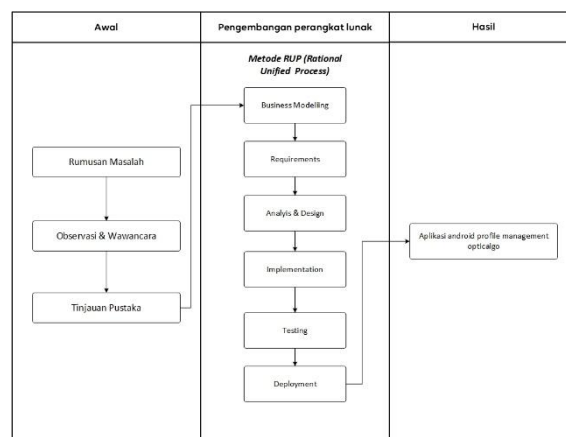 Awal
Pengembangan perangkat lunak
Hasil
Metode RUP (Rational
Unified Process)
Business Modelling
Requirements
Analyis & Design
Implementation
Testing
Deployment
Rumusan Masalah
Observasi & Wawancara
Tinjauan Pustaka
Aplikasi android profile management
opticalgo